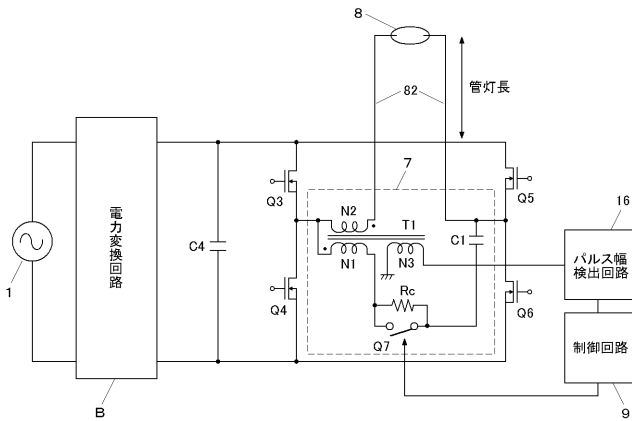 8
82
管灯長
7
Q3
Q5
16
N2
T1
C1
電力変換回路
C4
N1
N3
パルス幅
検出回路
1
Rc
Q4
Q6
Q7
制御回路
B
9